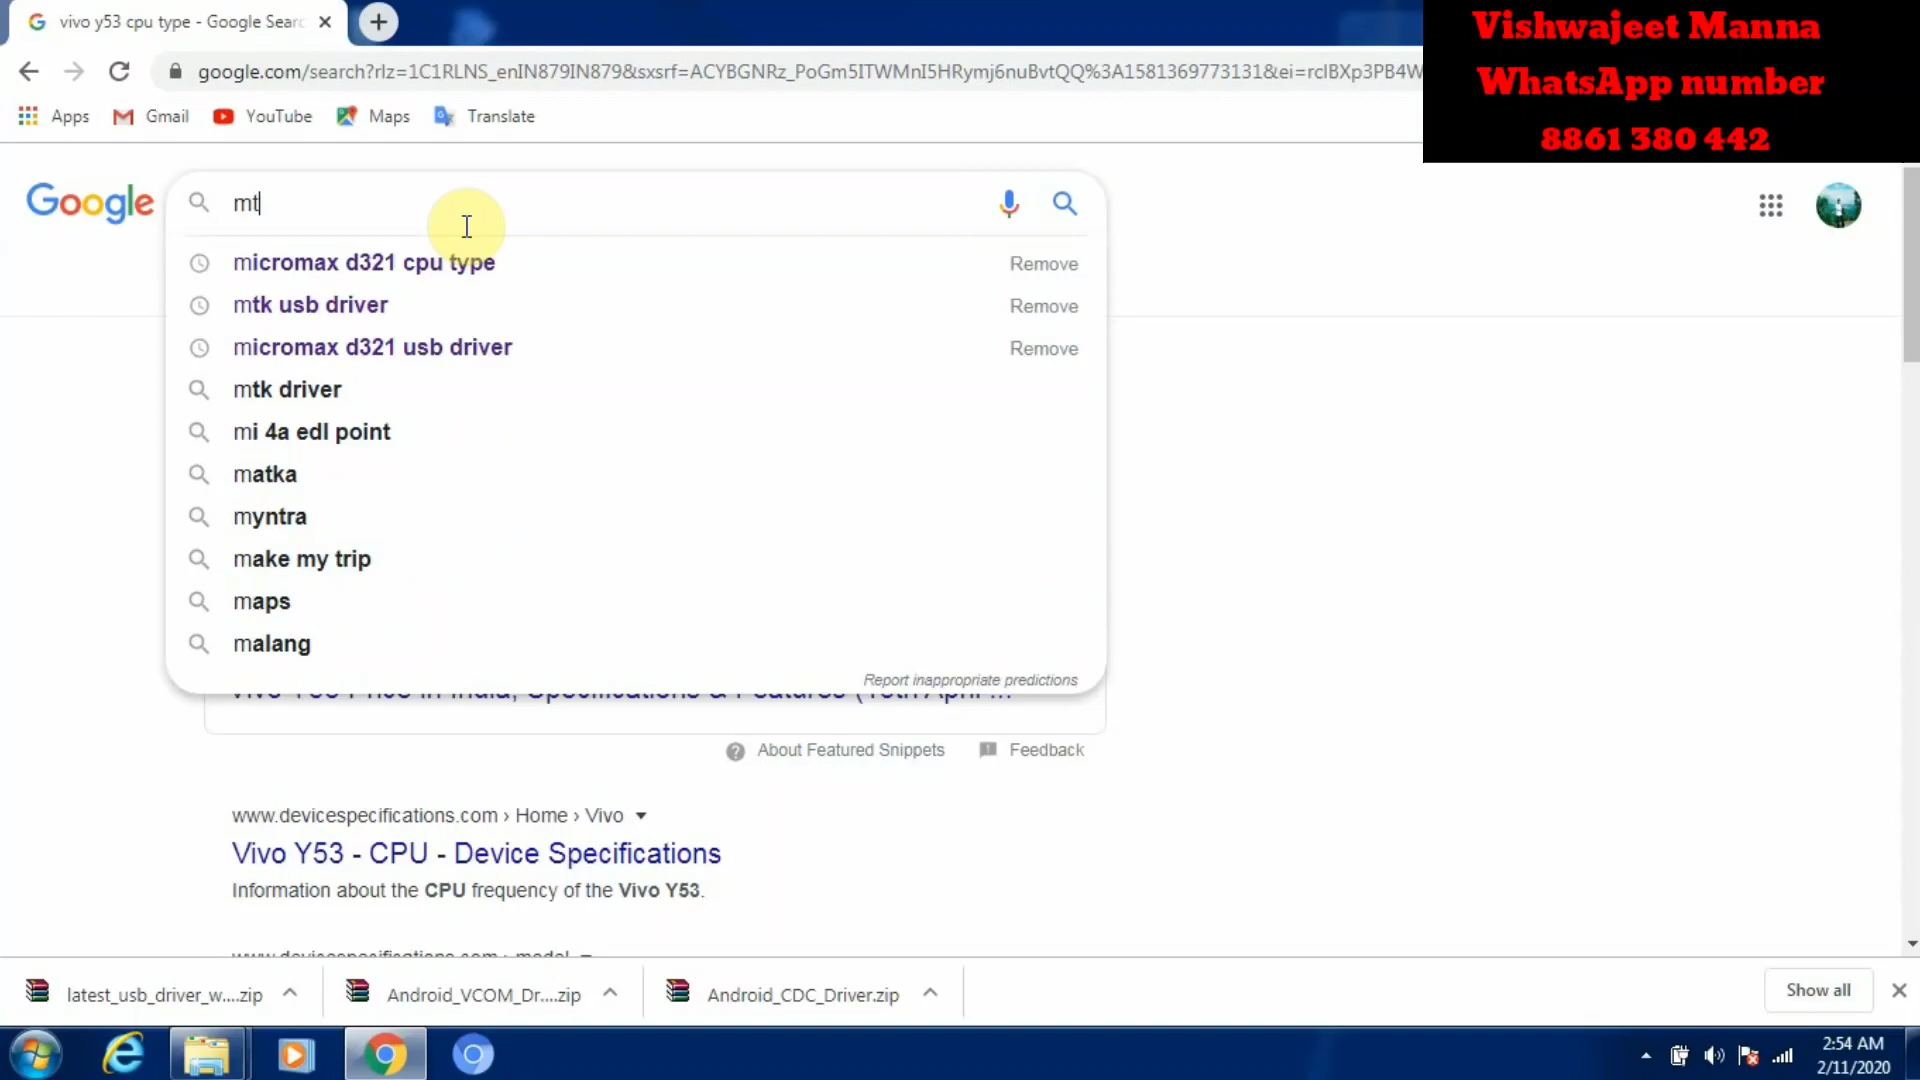 vivo y53 cpu type - Google Searc
Vishwajeet Manna
WhatsApp number
8861 380 442
google.com/search?rlz=1C1RLNS_enIN879IN879&sxsrf=ACYBGNRz_PoGm5ITWMnI5HRymj6nuBvtQQ%3A1581369773131&ei=rclBXp3PB4W
Apps Gmail YouTube Maps Translate
Google
mt
micromax d321 cpu type Remove
mtk usb driver Remove
micromax d321 usb driver Remove
mtk driver
mi 4a edl point
matka
myntra
make my trip
maps
malang
Report inappropriate predictions
About Featured Snippets Feedback
www.devicespecifications.com › Home › Vivo
Vivo Y53 - CPU - Device Specifications
Information about the CPU frequency of the Vivo Y53.
latest_usb_driver_w....zip Android_VCOM_Dr....zip Android_CDC_Driver.zip Show all
2:54 AM
2/11/2020